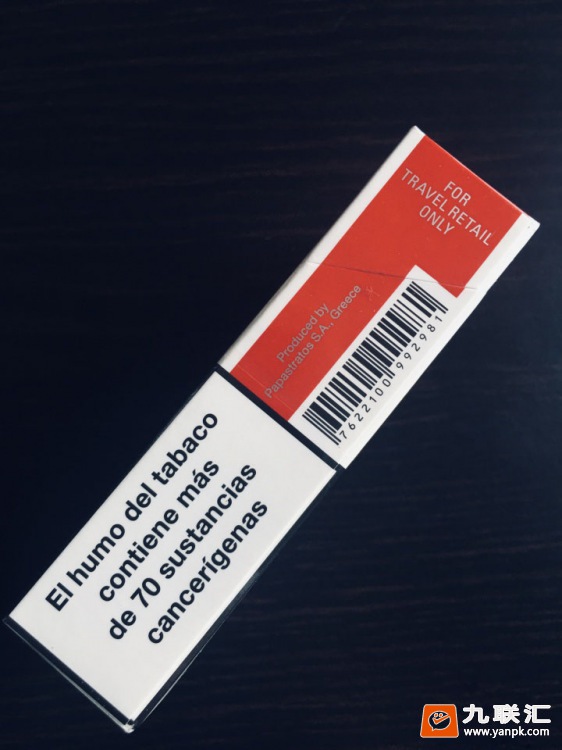 FOR
TRAVEL RETAIL
ONLY
Produced by
Papastratos S.A., Greece
7622100992981
El humo del tabaco
contiene más
de 70 sustancias
cancerígenas
九联汇
www.yanpk.com